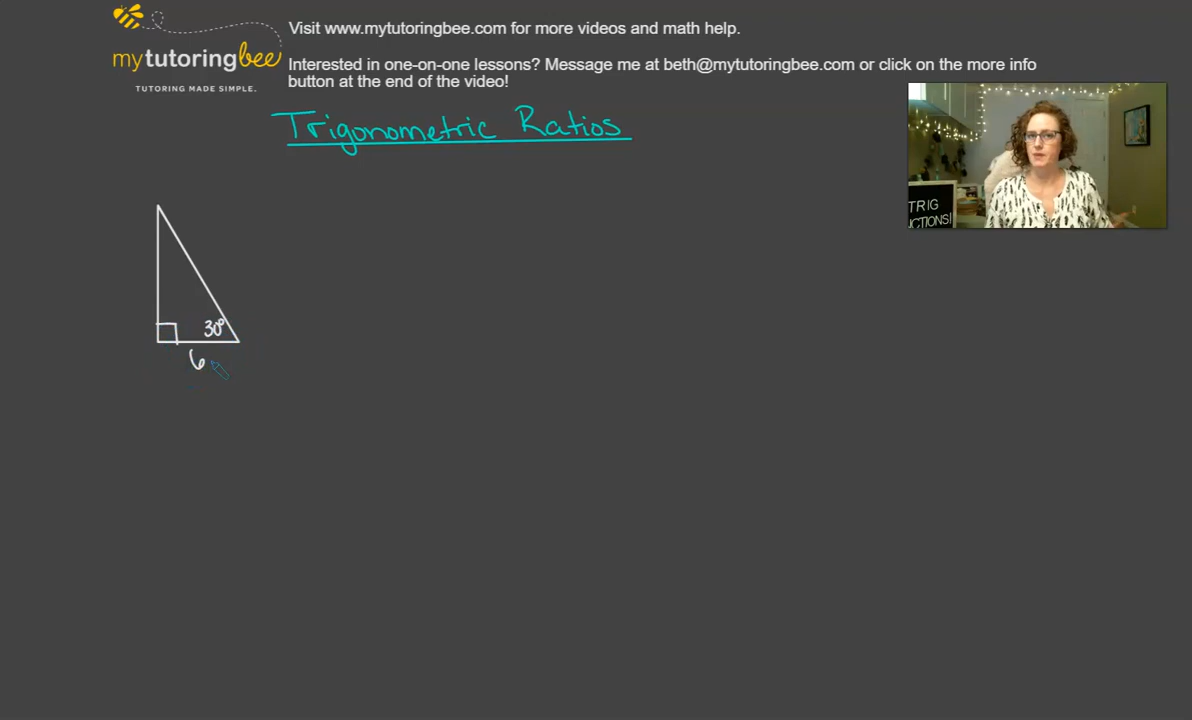 Visit www.mytutoringbee.com for more videos and math help.
mytutoringbee
TUTORING MADE SIMPLE.
Interested in one-on-one lessons? Message me at beth@mytutoringbee.com or click on the more info
button at the end of the video!
Trigonometric Ratios
TRIG
CTIONS!
30°
6